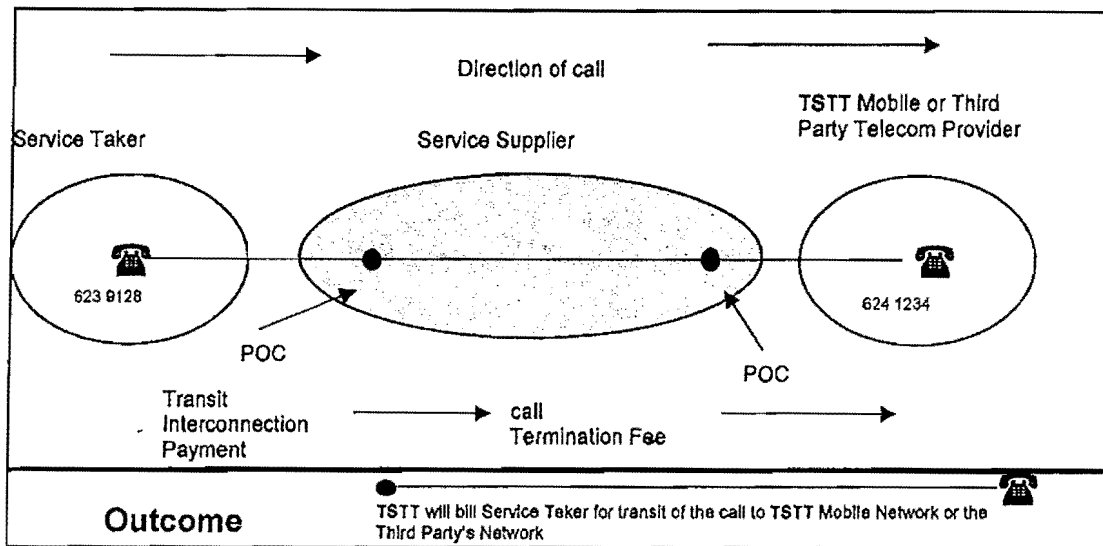 Direction of call
TSTT Mobile or Third
Party Telecom Provider
Service Taker
Service Supplier
623 9128
624 1234
POC
POC
Transit
Interconnection
Payment
call
Termination Fee
Outcome
TSTT will bill Service Taker for transit of the call to TSTT Mobile Network or the
Third Party's Network